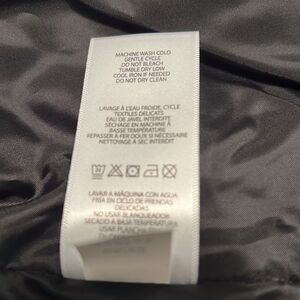 MACHINE WASH COLD
GENTLE CYCLE
DO NOT BLEACH
TUMBLE DRY LOW
COOL IRON IF NEEDED
DO NOT DRY CLEAN
LAVAGE À L'EAU FROIDE, CYCLE
TEXTILES DELICATS
EAU DE JAVEL INTERDITE
SÉCHAGE EN MACHINE À
BASSE TEMPÉRATURE
REPASSER À FER DOUX SI NÉCESSAIRE
NETTOYAGE À SEC INTERDIT
LAVAR A MÁQUINA CON AGUA
FRIA EN CICLO DE PRENDAS
DELICADAS
NO USAR BLANQUEADOR
SECADO A BAJA TEMPERATURA
USAR PLANCHA